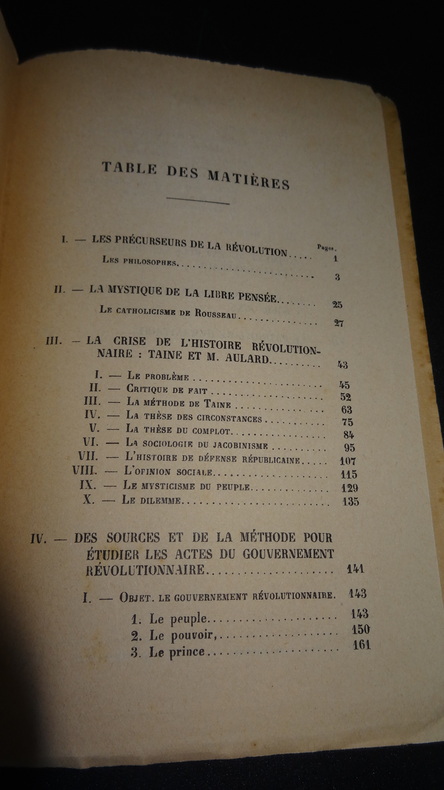 TABLE DES MATIÈRES
Pages.
I. — LES PRÉCURSEURS DE LA RÉVOLUTION..... 1
LES PHILOSOPHES............................ 3
II. — LA MYSTIQUE DE LA LIBRE PENSÉE....... 25
LE CATHOLICISME DE ROUSSEAU............... 27
III. — LA CRISE DE L'HISTOIRE RÉVOLUTION-
NAIRE : TAINE ET M. AULARD......... 43
I. — LE PROBLÈME ....................... 45
II. — CRITIQUE DE FAIT .................. 52
III. — LA MÉTHODE DE TAINE .............. 63
IV. — LA THÈSE DES CIRCONSTANCES ........ 75
V. — LA THÈSE DU COMPLOT................ 84
VI. — LA SOCIOLOGIE DU JACOBINISME ...... 95
VII. — L'HISTOIRE DE DÉFENSE RÉPUBLICAINE..... 107
VIII. — L'OPINION SOCIALE................ 115
IX. — LE MYSTICISME DU PEUPLE............ 129
X. — LE DILEMME......................... 135
IV. — DES SOURCES ET DE LA MÉTHODE POUR
ÉTUDIER LES ACTES DU GOUVERNEMENT
RÉVOLUTIONNAIRE..................... 141
I. — OBJET. LE GOUVERNEMENT RÉVOLUTIONNAIRE. 143
1. Le peuple..................... 143
2. Le pouvoir,................... 150
3. Le prince .................... 161